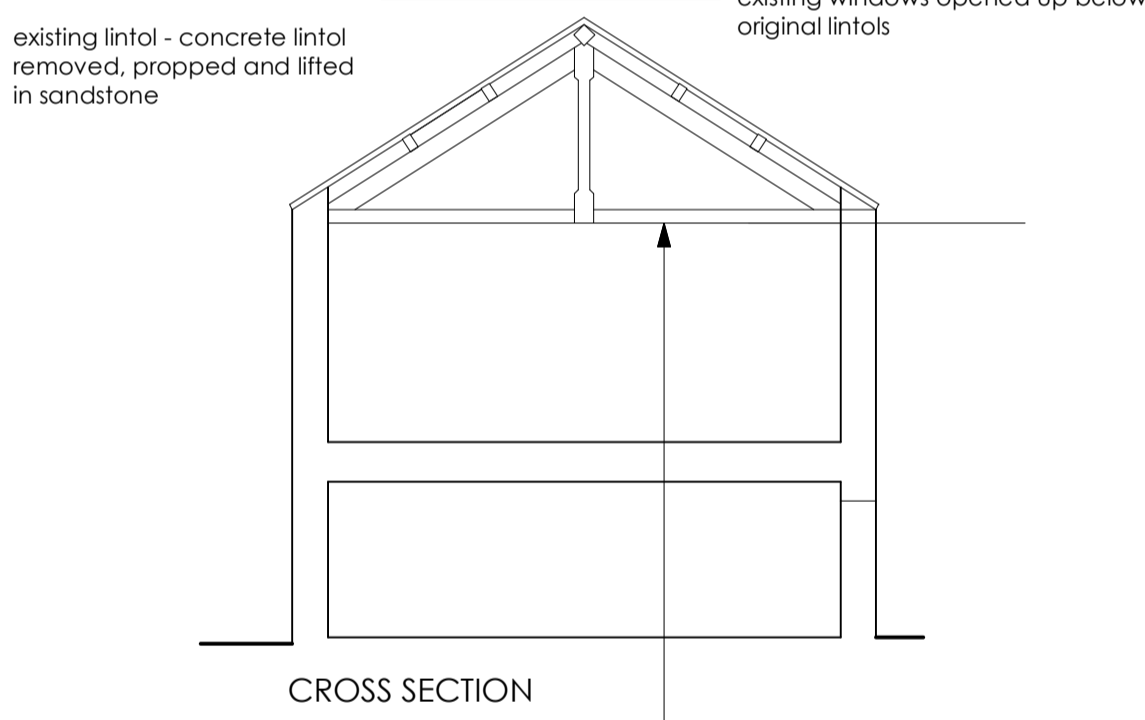 existing lintol - concrete lintol
removed, propped and lifted
in sandstone
existing windows opened up below
original lintols
CROSS SECTION